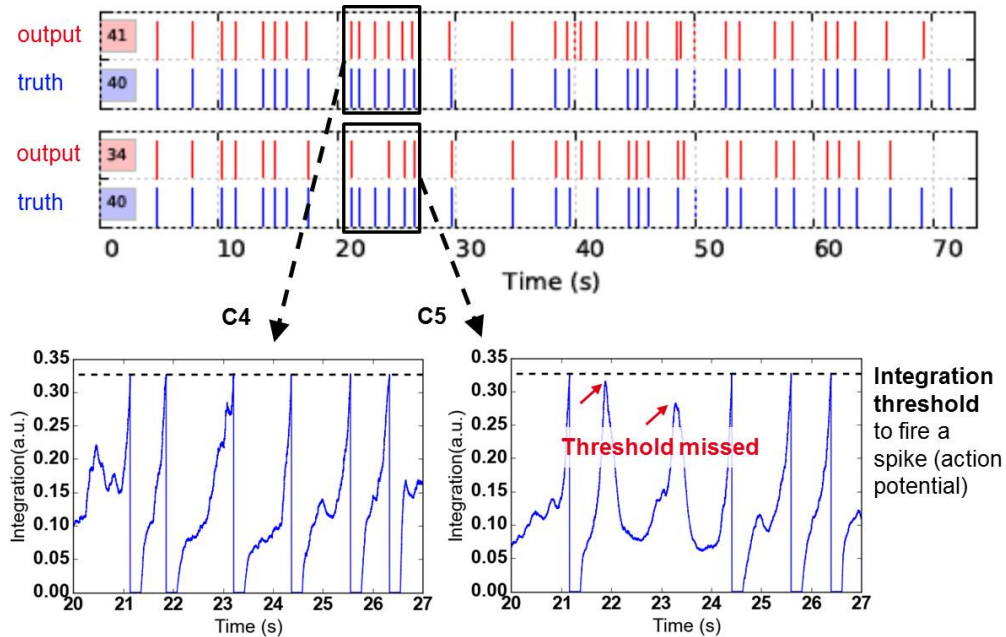 output 41
truth 40
output 34
truth 40
0 10 20 30 40 50 60 70
Time (s)
C4
C5
0.35
0.30
0.25
0.20
0.15
0.10
0.05
0.00
Integration(a.u.)
20 21 22 23 24 25 26 27
Time (s)
0.35
0.30
0.25
0.20
0.15
0.10
0.05
0.00
Integration(a.u.)
Threshold missed
20 21 22 23 24 25 26 27
Time (s)
Integration
threshold
to fire a
spike (action
potential)